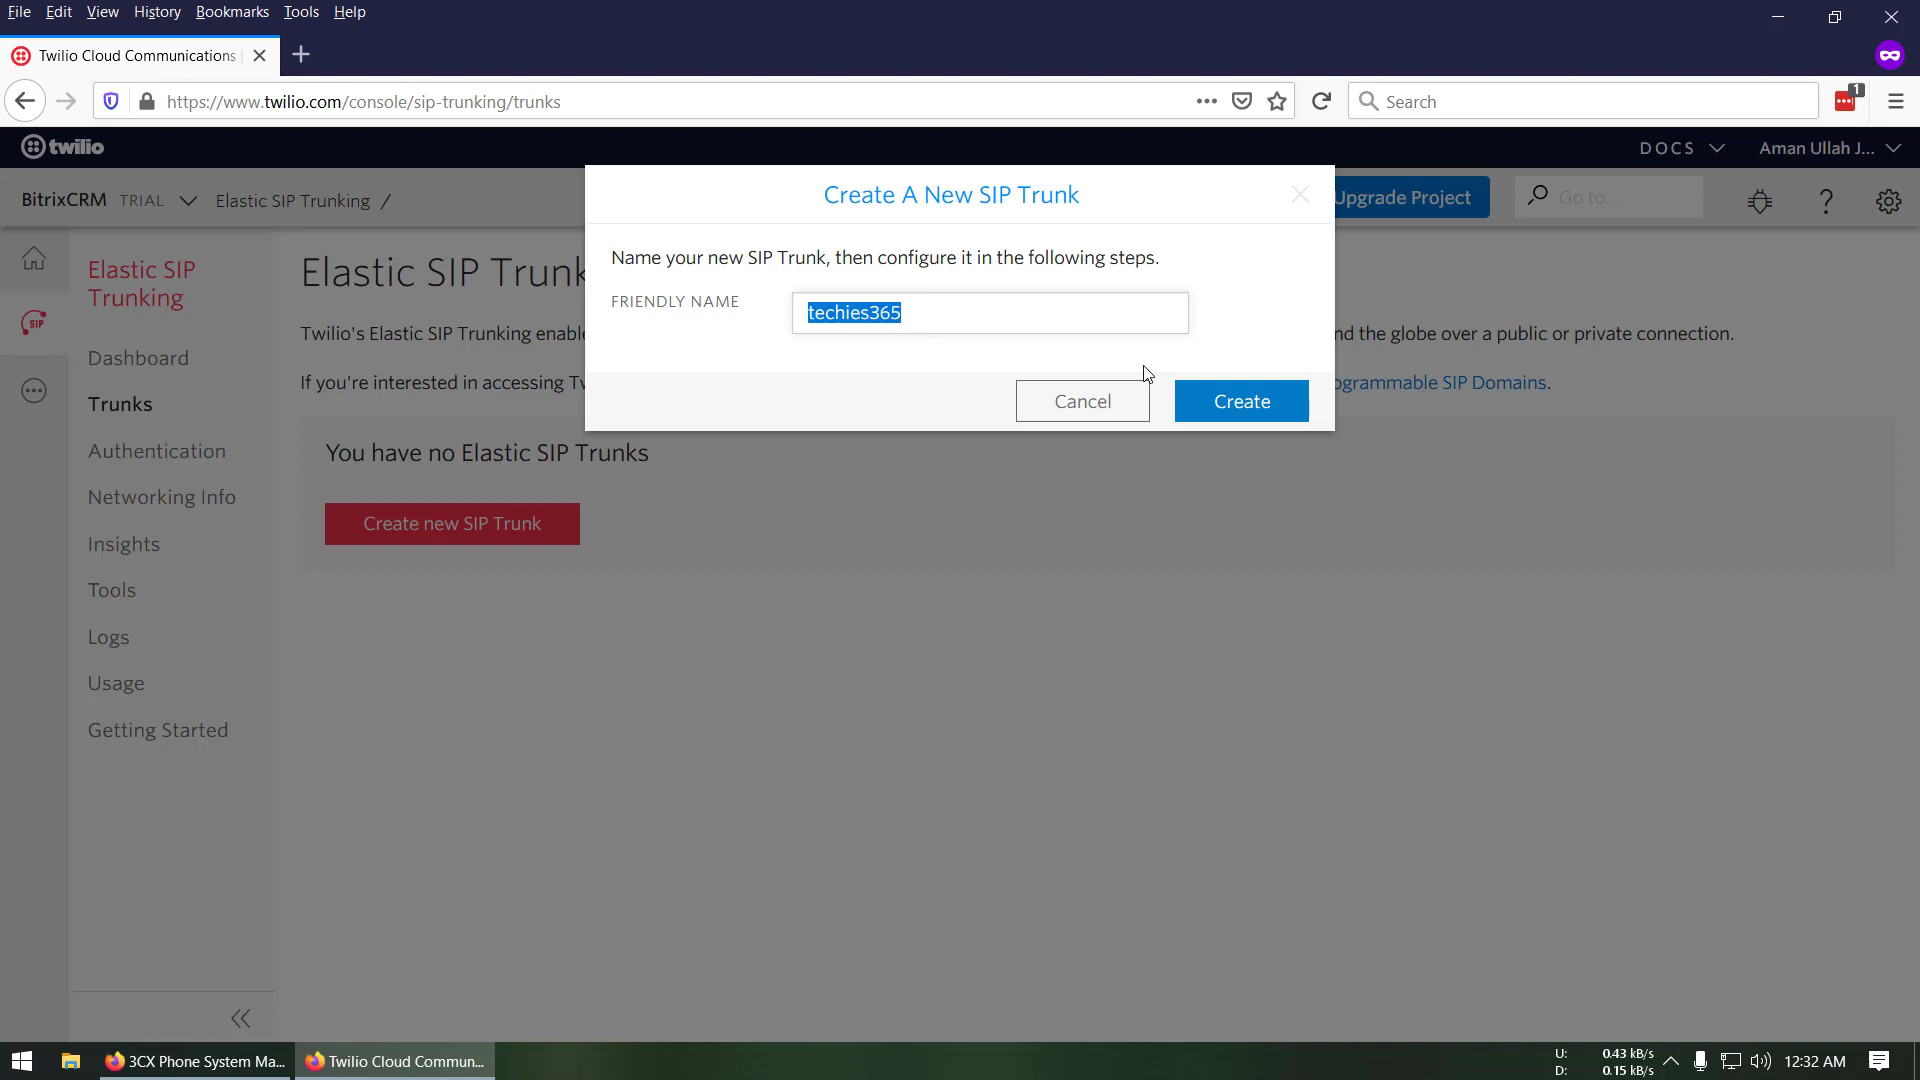 File Edit View History Bookmarks Tools Help
Twilio Cloud Communications
https://www.twilio.com/console/sip-trunking/trunks
Search
1
twilio
DOCS
Aman Ullah J...
BitrixCRM TRIAL
Elastic SIP Trunking /
Upgrade Project
Go to...
Create A New SIP Trunk
Name your new SIP Trunk, then configure it in the following steps.
FRIENDLY NAME
techies365
Cancel
Create
Elastic SIP Trunking
SIP
Dashboard
Trunks
Authentication
Networking Info
Insights
Tools
Logs
Usage
Getting Started
Elastic SIP Trunk
Twilio's Elastic SIP Trunking enable
nd the globe over a public or private connection.
If you're interested in accessing Tw
ogrammable SIP Domains.
You have no Elastic SIP Trunks
Create new SIP Trunk
3CX Phone System Ma...
Twilio Cloud Commun...
U: 0.43 kB/s
D: 0.15 kB/s
12:32 AM